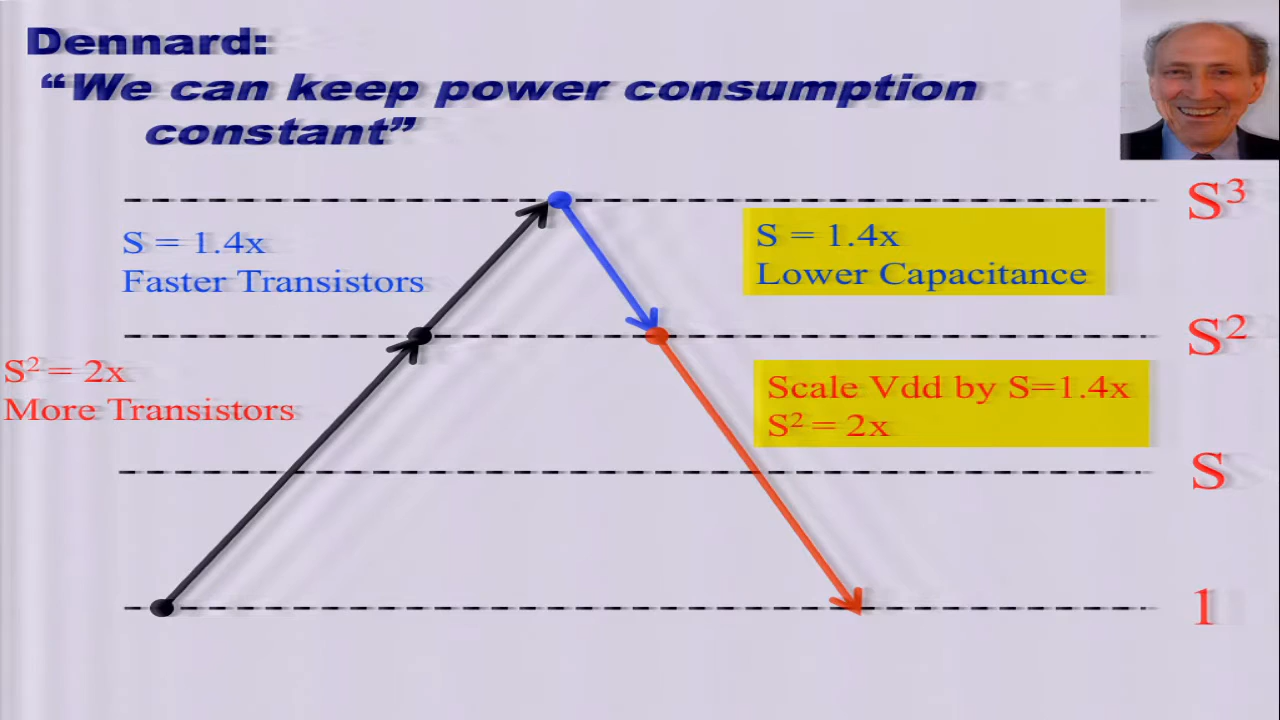 Dennard:
“We can keep power consumption
constant”
S³
S = 1.4x
Faster Transistors
S = 1.4x
Lower Capacitance
S²
S² = 2x
More Transistors
Scale Vdd by S=1.4x
S² = 2x
S
1